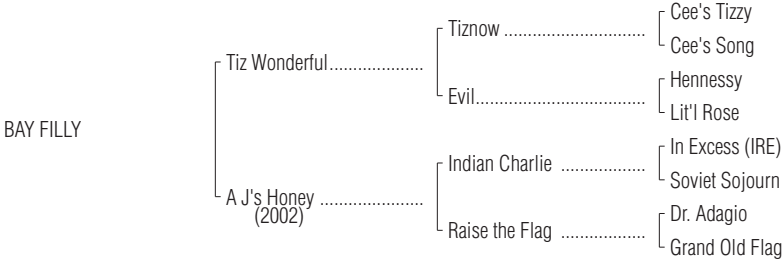 Cee's Tizzy
Tiznow ..............................
Cee's Song
Tiz Wonderful....................
Hennessy
Evil....................................
Lit'l Rose
BAY FILLY
In Excess (IRE)
Indian Charlie ..................
Soviet Sojourn
A J's Honey ......................
(2002)
Dr. Adagio
Raise the Flag ..................
Grand Old Flag